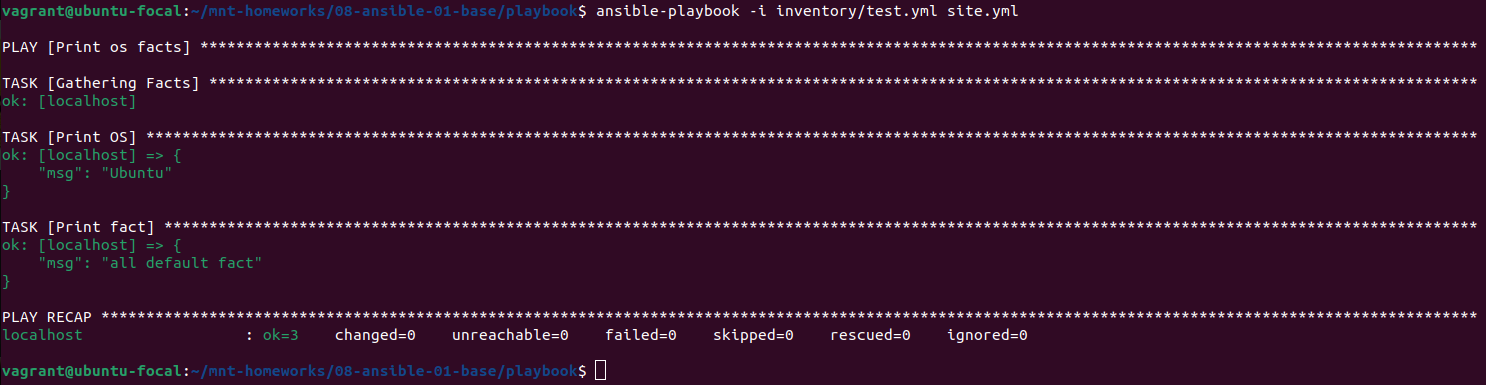 vagrant@ubuntu-focal:~/mnt-homeworks/08-ansible-01-base/playbook$ ansible-playbook -i inventory/test.yml site.yml
PLAY [Print os facts] **********************************************************************************************************************************************
TASK [Gathering Facts] *********************************************************************************************************************************************
ok: [localhost]
TASK [Print OS] ****************************************************************************************************************************************************
ok: [localhost] => {
    "msg": "Ubuntu"
}
TASK [Print fact] **************************************************************************************************************************************************
ok: [localhost] => {
    "msg": "all default fact"
}
PLAY RECAP *********************************************************************************************************************************************************
localhost                  : ok=3    changed=0    unreachable=0    failed=0    skipped=0    rescued=0    ignored=0
vagrant@ubuntu-focal:~/mnt-homeworks/08-ansible-01-base/playbook$